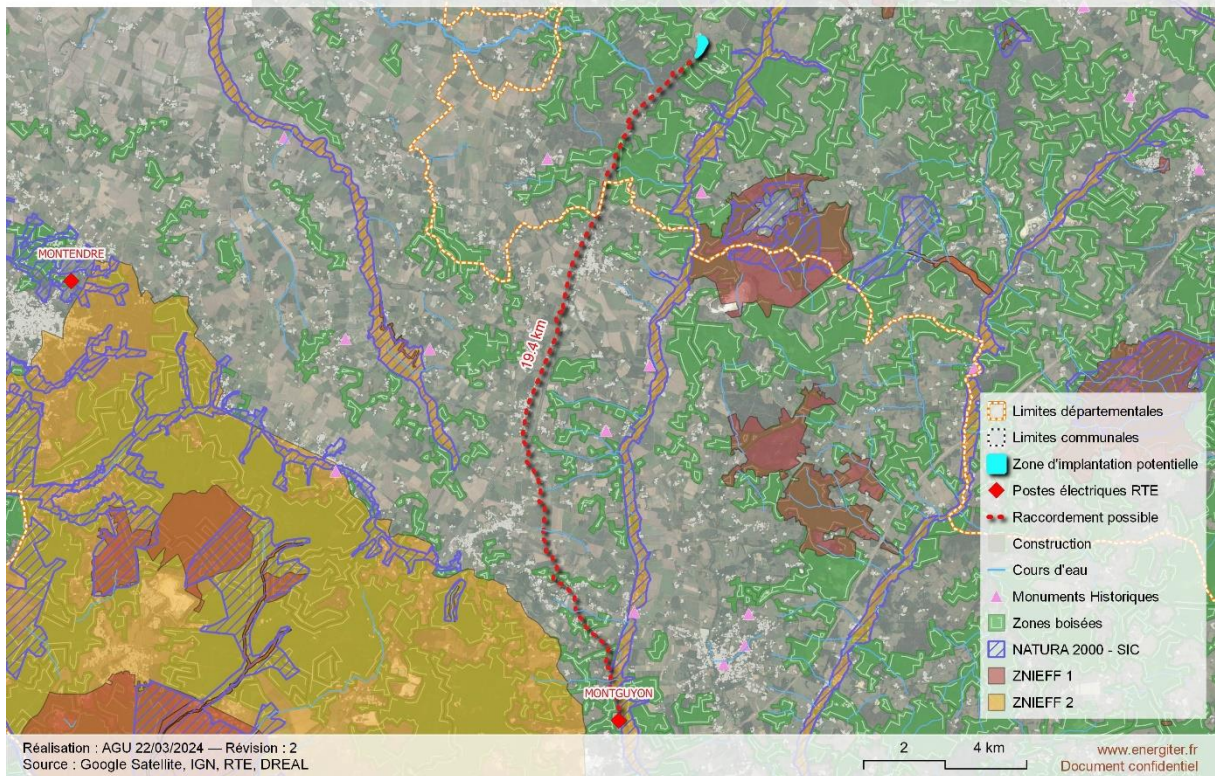 MONTENDRE
19.4 km
MONTGUYON
Limites départementales
Limites communales
Zone d'implantation potentielle
Postes électriques RTE
Raccordement possible
Construction
Cours d'eau
Monuments Historiques
Zones boisées
NATURA 2000 - SIC
ZNIEFF 1
ZNIEFF 2
Réalisation : AGU 22/03/2024 — Révision : 2
Source : Google Satellite, IGN, RTE, DREAL
2 4 km
www.energiter.fr
Document confidentiel